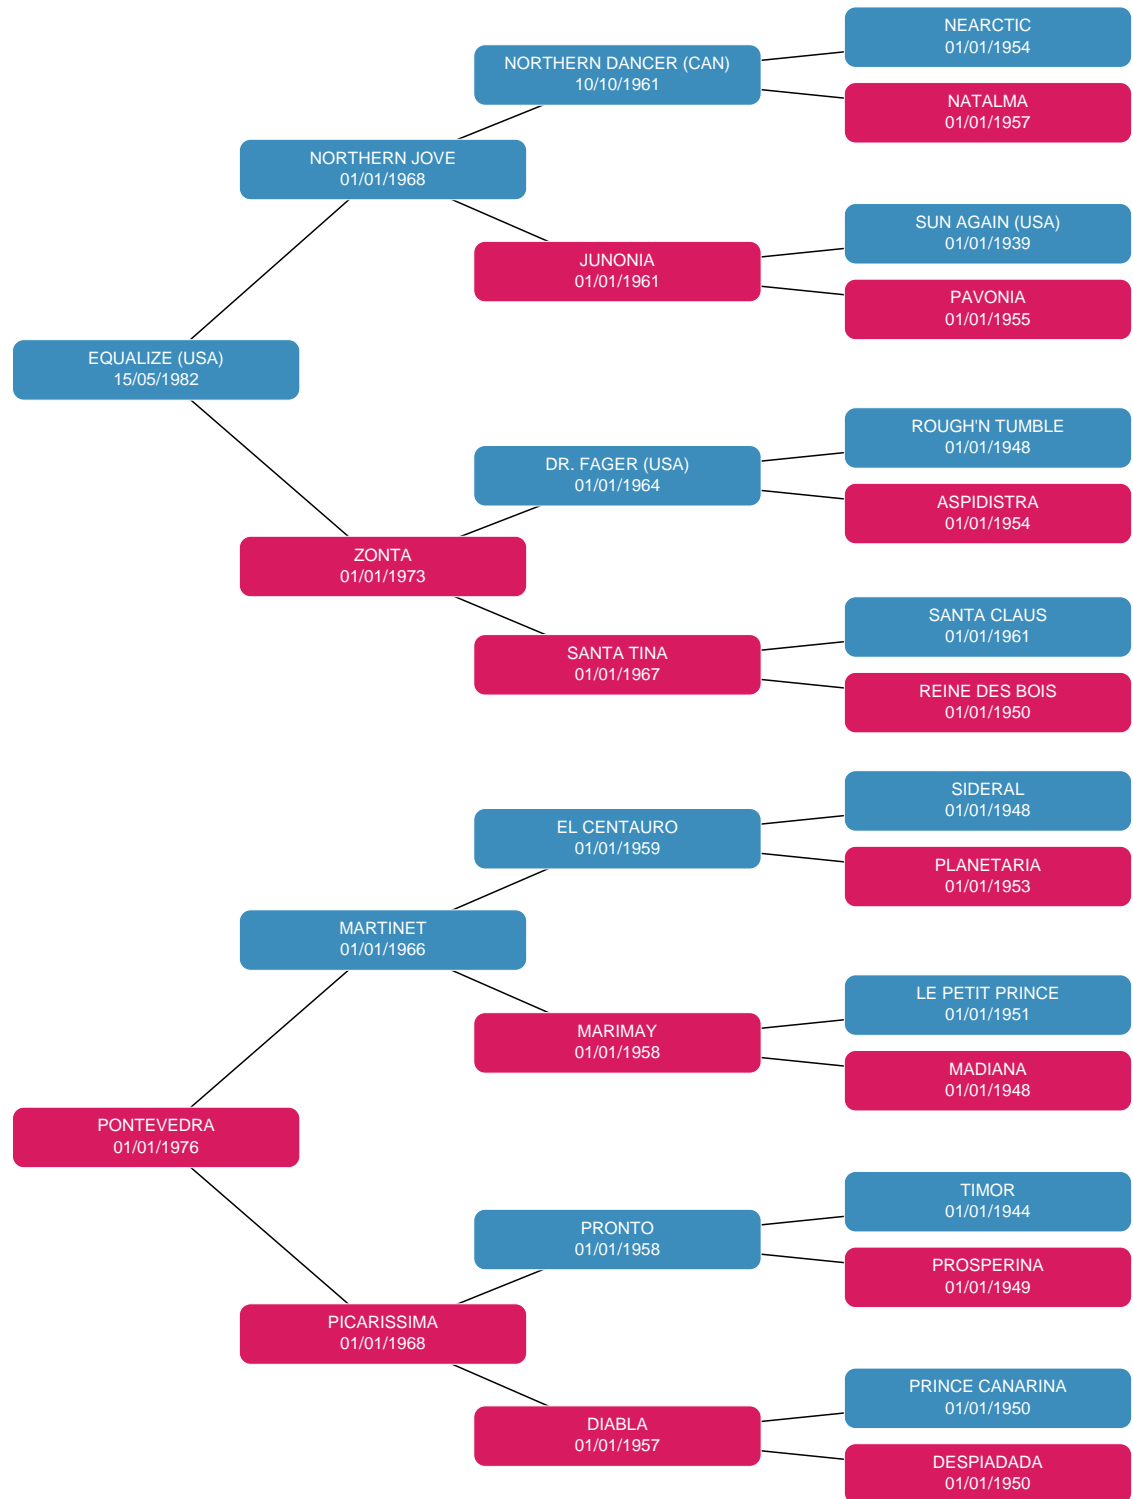 NEARCTIC
01/01/1954
NORTHERN DANCER (CAN)
10/10/1961
NATALMA
01/01/1957
NORTHERN JOVE
01/01/1968
SUN AGAIN (USA)
01/01/1939
JUNONIA
01/01/1961
PAVONIA
01/01/1955
EQUALIZE (USA)
15/05/1982
ROUGH'N TUMBLE
01/01/1948
DR. FAGER (USA)
01/01/1964
ASPIDISTRA
01/01/1954
ZONTA
01/01/1973
SANTA CLAUS
01/01/1961
SANTA TINA
01/01/1967
REINE DES BOIS
01/01/1950
SIDERAL
01/01/1948
EL CENTAURO
01/01/1959
PLANETARIA
01/01/1953
MARTINET
01/01/1966
LE PETIT PRINCE
01/01/1951
MARIMAY
01/01/1958
MADIANA
01/01/1948
PONTEVEDRA
01/01/1976
TIMOR
01/01/1944
PRONTO
01/01/1958
PROSPERINA
01/01/1949
PICARISSIMA
01/01/1968
PRINCE CANARINA
01/01/1950
DIABLA
01/01/1957
DESPIADADA
01/01/1950